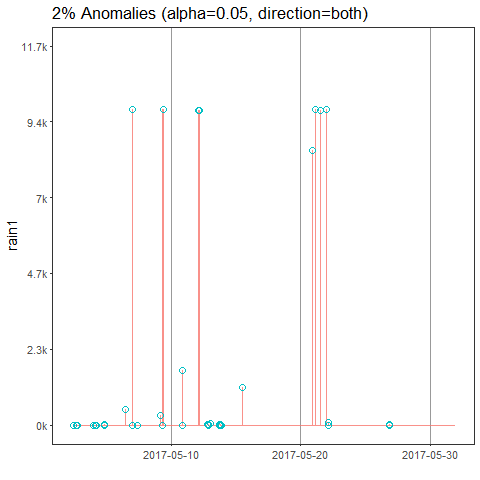 2% Anomalies (alpha=0.05, direction=both)
11.7k
9.4k
7k
4.7k
2.3k
0k
rain1
2017-05-10 2017-05-20 2017-05-30